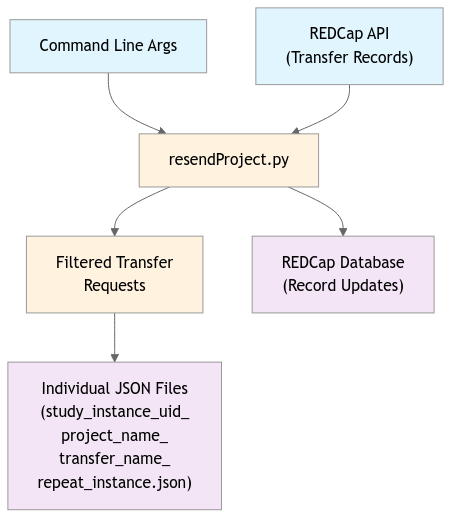 Command Line Args
REDCap API
(Transfer Records)
resendProject.py
Filtered Transfer
Requests
REDCap Database
(Record Updates)
Individual JSON Files
(study_instance_uid_
project_name_
transfer_name_
repeat_instance.json)